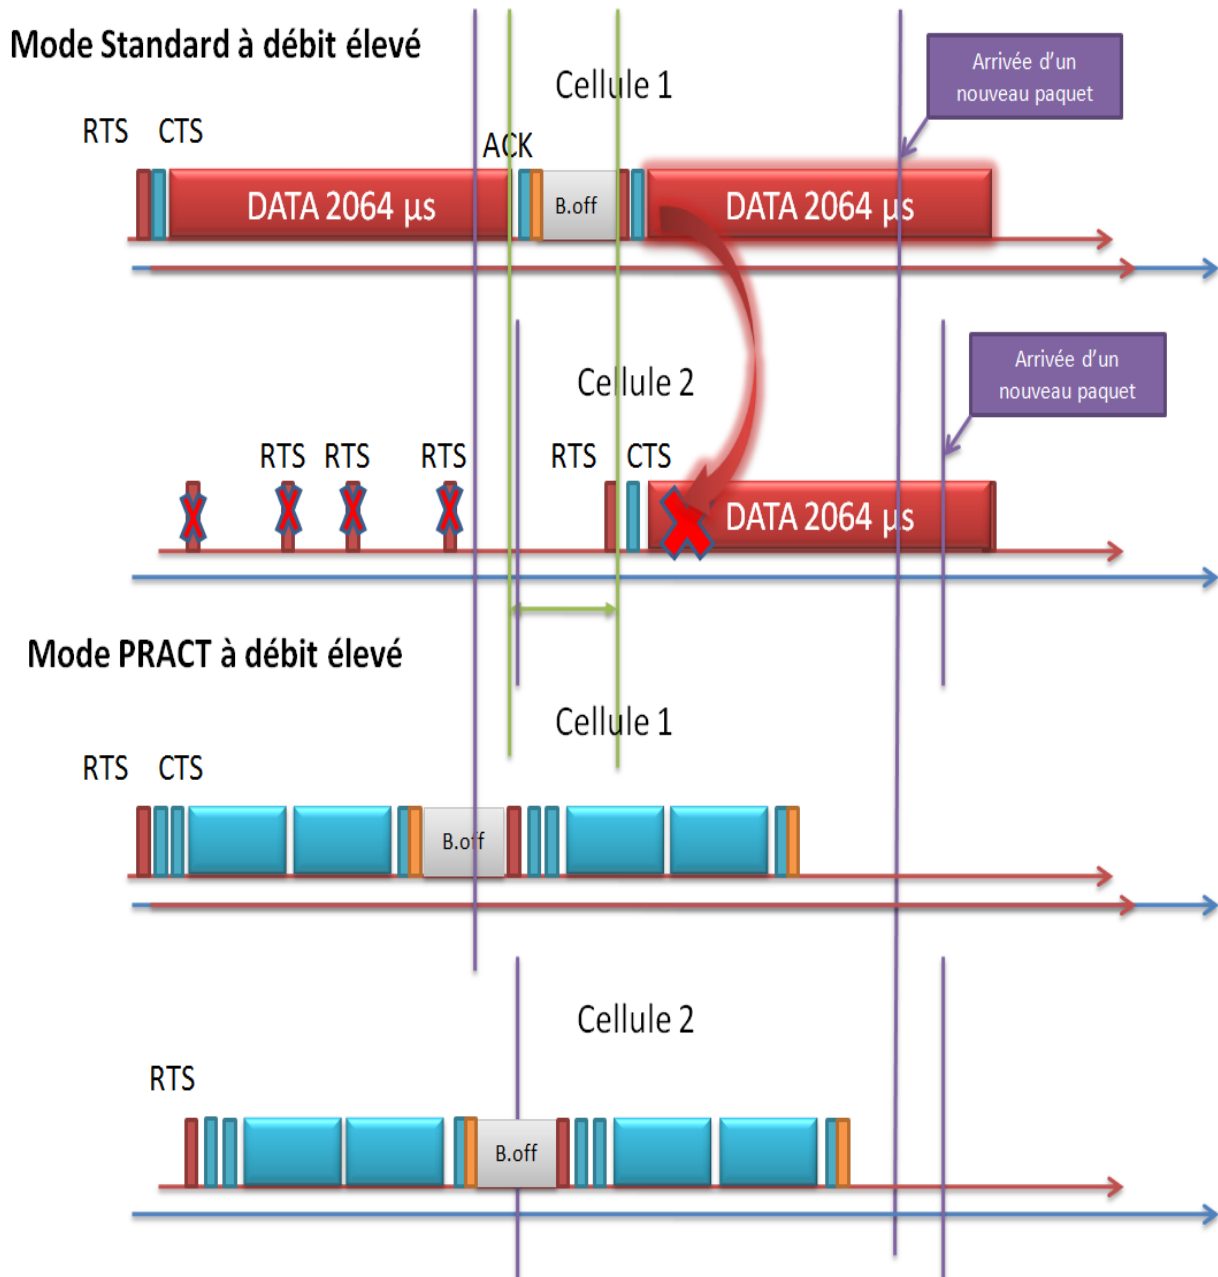 Mode Standard à débit élevé
Arrivée d'un
nouveau paquet
Cellule 1
RTS CTS
ACK
DATA 2064 µs
B.off
DATA 2064 µs
Cellule 2
Arrivée d'un
nouveau paquet
RTS RTS RTS RTS CTS
DATA 2064 µs
Mode PRACT à débit élevé
Cellule 1
RTS CTS
B.off
Cellule 2
RTS
B.off